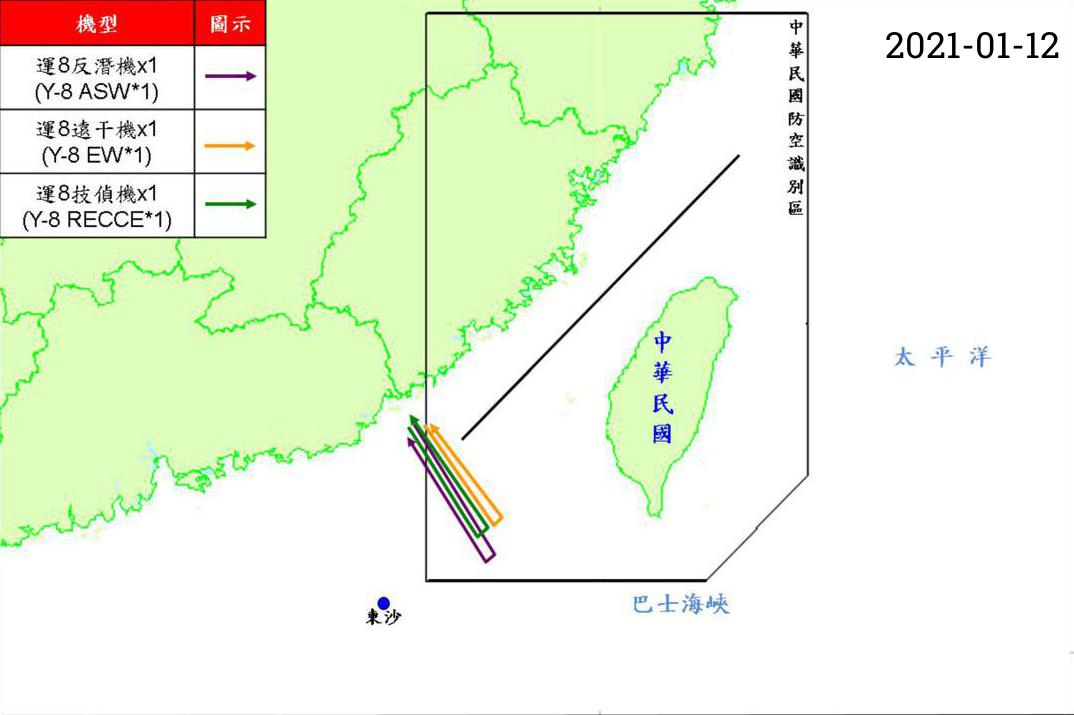 機型 圖示
運8反潛機x1
(Y-8 ASW*1)
運8遠干機x1
(Y-8 EW*1)
運8技偵機x1
(Y-8 RECCE*1)
中華民國防空識別區
2021-01-12
中華民國
太平洋
巴士海峽
東沙